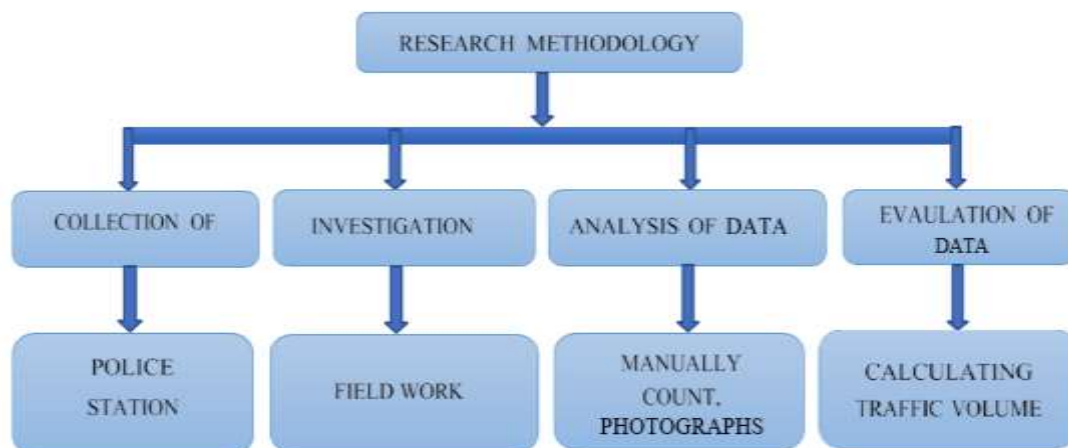 RESEARCH METHODOLOGY
COLLECTION OF
INVESTIGATION
ANALYSIS OF DATA
EVAULATION OF
DATA
POLICE
STATION
FIELD WORK
MANUALLY
COUNT,
PHOTOGRAPHS
CALCULATING
TRAFFIC VOLUME